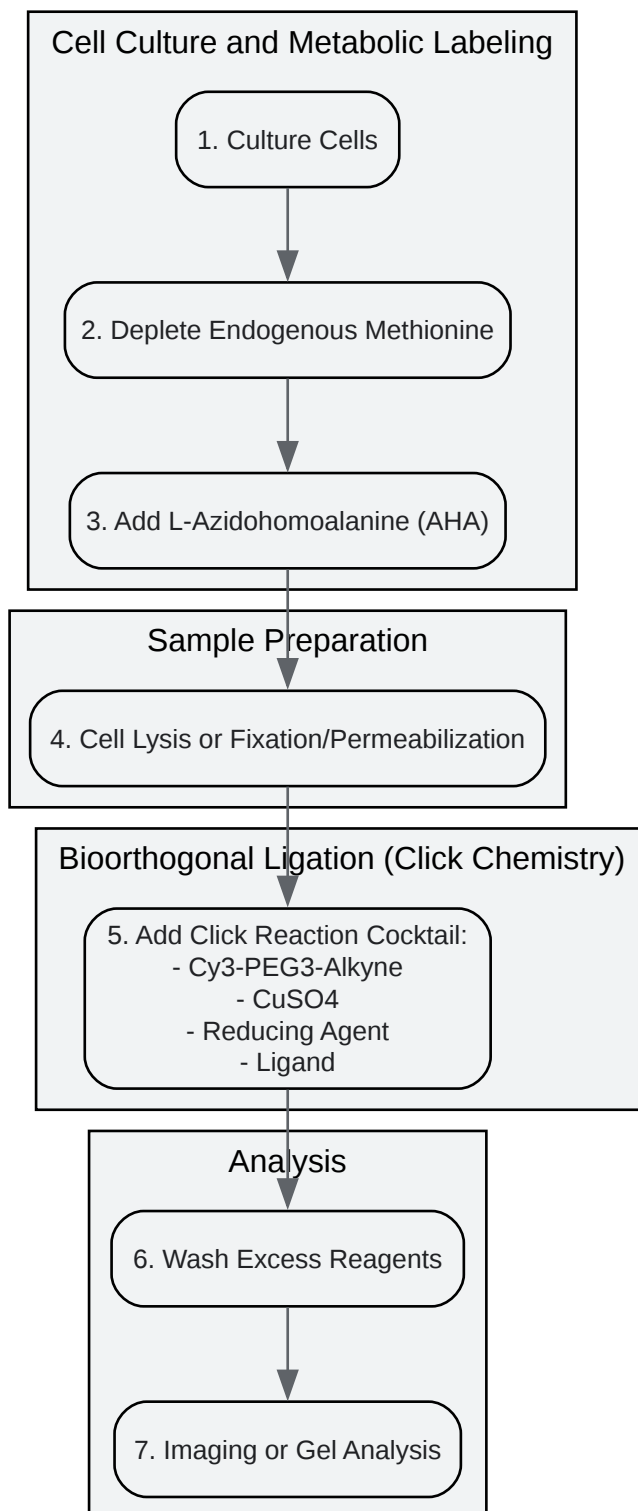 Cell Culture and Metabolic Labeling
1. Culture Cells
2. Deplete Endogenous Methionine
3. Add L-Azidohomoalanine (AHA)
Sample Preparation
4. Cell Lysis or Fixation/Permeabilization
Bioorthogonal Ligation (Click Chemistry)
5. Add Click Reaction Cocktail:
- Cy3-PEG3-Alkyne
- CuSO4
- Reducing Agent
- Ligand
Analysis
6. Wash Excess Reagents
7. Imaging or Gel Analysis